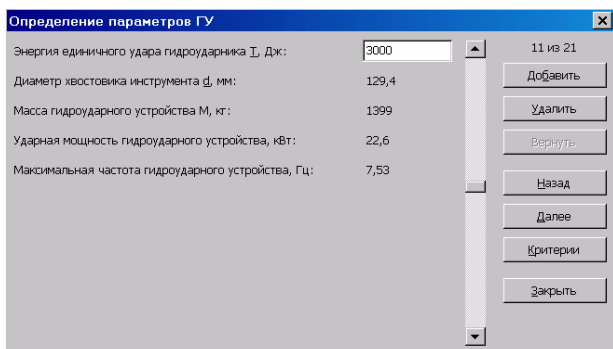 Определение параметров ГУ
Энергия единичного удара гидроударника T, Дж: 3000
11 из 21
Диаметр хвостовика инструмента d, мм: 129,4
Добавить
Масса гидроударного устройства М, кг: 1399
Удалить
Ударная мощность гидроударного устройства, кВт: 22,6
Вернуть
Максимальная частота гидроударного устройства, Гц: 7,53
Назад
Далее
Критерии
Закрыть